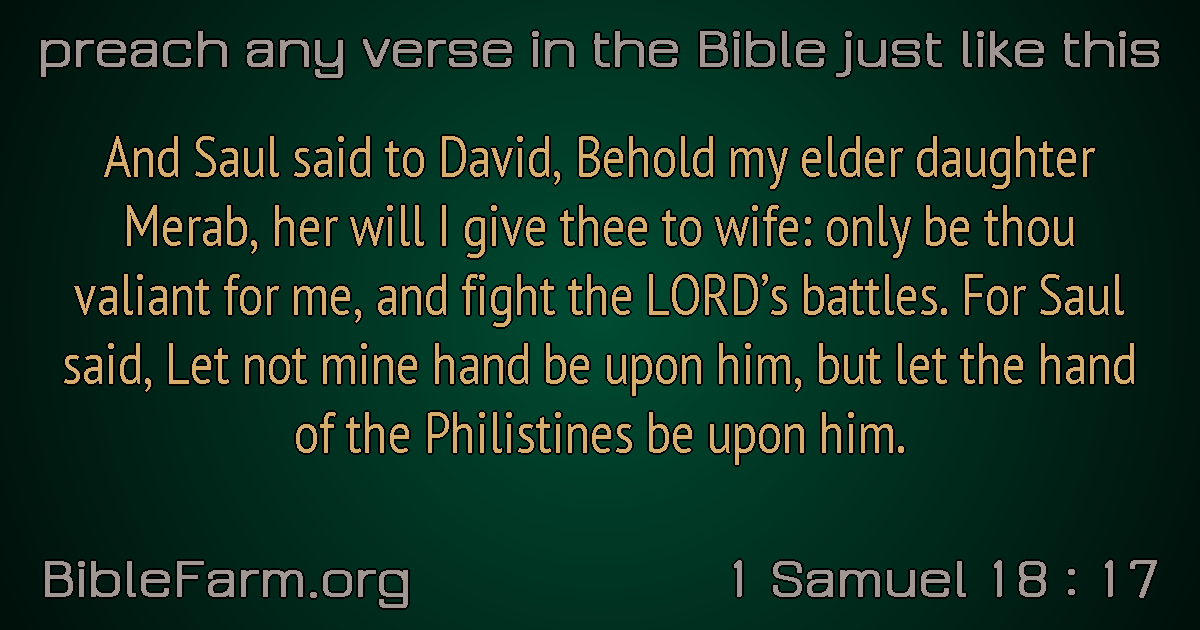 preach any verse in the Bible just like this
And Saul said to David, Behold my elder daughter
Merab, her will I give thee to wife: only be thou
valiant for me, and fight the LORD’s battles. For Saul
said, Let not mine hand be upon him, but let the hand
of the Philistines be upon him.
BibleFarm.org
1 Samuel 18 : 17